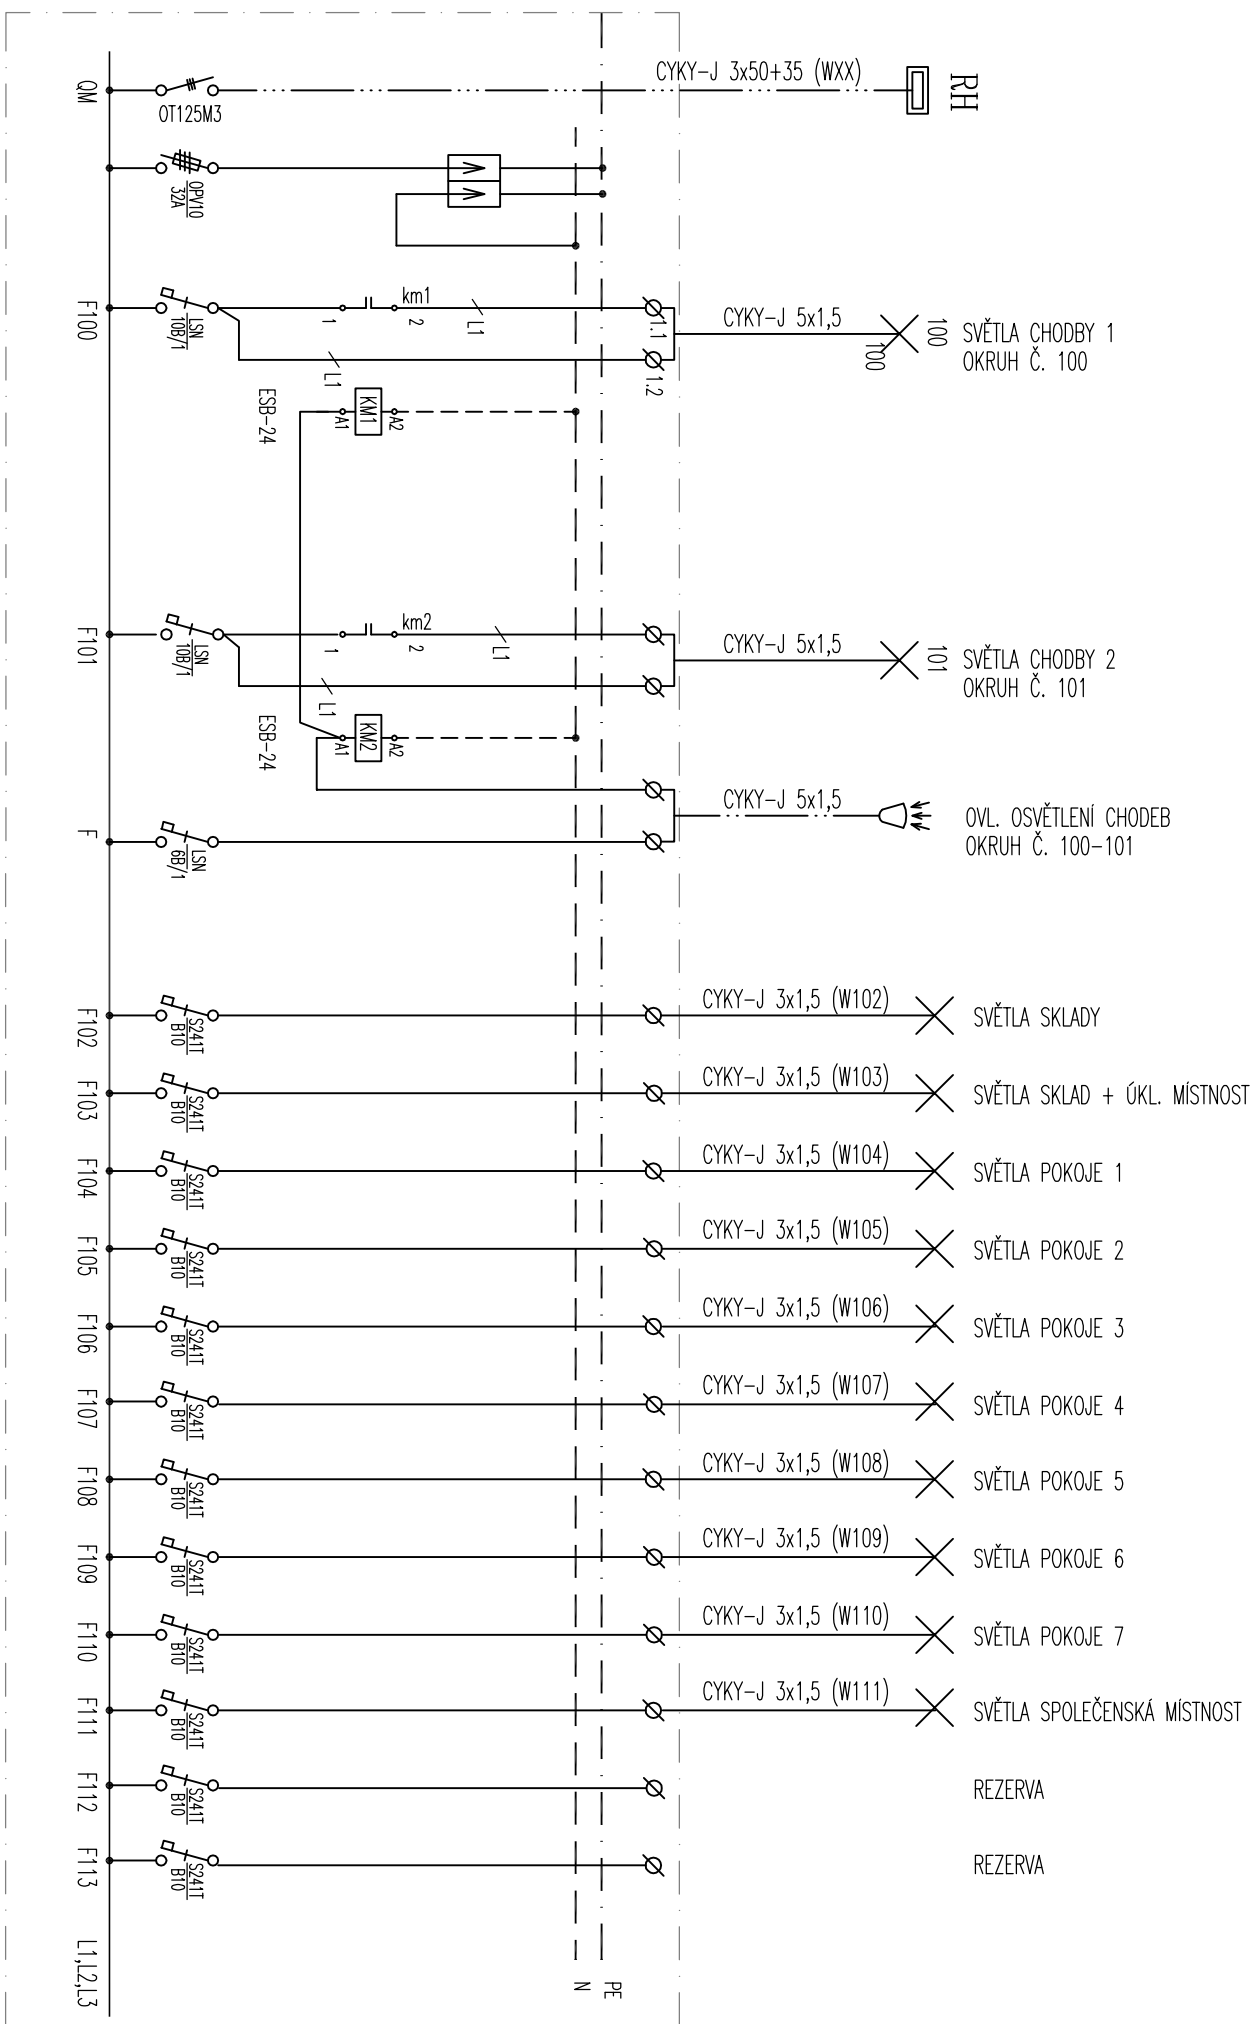 QM
OT125M3
CYKY-J 3x50+35 (WXX)
RH
OPV10
32A
F100
LSN
10B/1
1
km1
2
L1
L1
1.1
1.2
CYKY-J 5x1,5
100
100
SVĚTLA CHODBY 1
OKRUH Č. 100
ESB-24
A1
KM1
A2
F101
LSN
10B/1
1
km2
2
L1
L1
CYKY-J 5x1,5
101
SVĚTLA CHODBY 2
OKRUH Č. 101
ESB-24
A1
KM2
A2
F
LSN
6B/1
CYKY-J 5x1,5
OVL. OSVĚTLENÍ CHODEB
OKRUH Č. 100-101
F102
S241T
B10
CYKY-J 3x1,5 (W102)
SVĚTLA SKLADY
F103
S241T
B10
CYKY-J 3x1,5 (W103)
SVĚTLA SKLAD + ÚKL. MÍSTNOST
F104
S241T
B10
CYKY-J 3x1,5 (W104)
SVĚTLA POKOJE 1
F105
S241T
B10
CYKY-J 3x1,5 (W105)
SVĚTLA POKOJE 2
F106
S241T
B10
CYKY-J 3x1,5 (W106)
SVĚTLA POKOJE 3
F107
S241T
B10
CYKY-J 3x1,5 (W107)
SVĚTLA POKOJE 4
F108
S241T
B10
CYKY-J 3x1,5 (W108)
SVĚTLA POKOJE 5
F109
S241T
B10
CYKY-J 3x1,5 (W109)
SVĚTLA POKOJE 6
F110
S241T
B10
CYKY-J 3x1,5 (W110)
SVĚTLA POKOJE 7
F111
S241T
B10
CYKY-J 3x1,5 (W111)
SVĚTLA SPOLEČENSKÁ MÍSTNOST
F112
S241T
B10
REZERVA
F113
S241T
B10
REZERVA
L1,L2,L3
N
PE